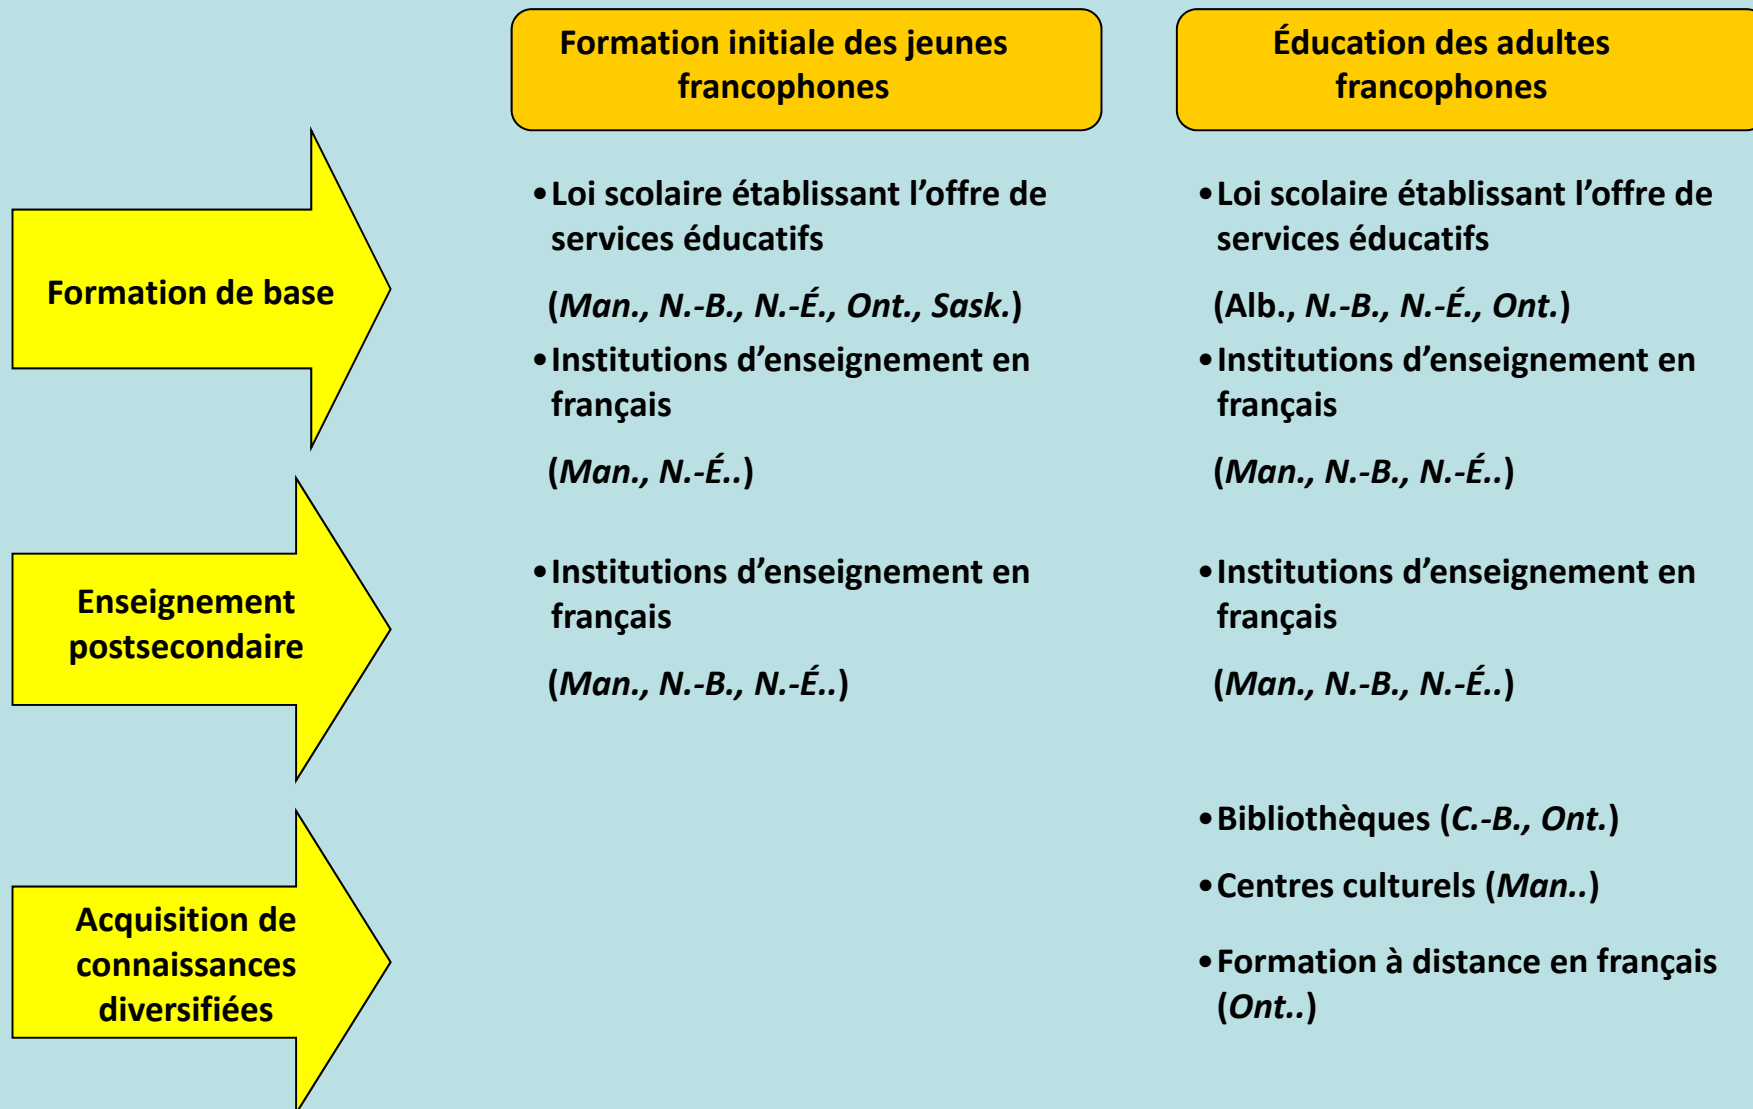 Formation initiale des jeunes
francophones
Éducation des adultes
francophones
Formation de base
•Loi scolaire établissant l’offre de
services éducatifs
(Man., N.-B., N.-É., Ont., Sask.)
•Institutions d’enseignement en
français
(Man., N.-É..)
•Loi scolaire établissant l’offre de
services éducatifs
(Alb., N.-B., N.-É., Ont.)
•Institutions d’enseignement en
français
(Man., N.-B., N.-É..)
Enseignement
postsecondaire
•Institutions d’enseignement en
français
(Man., N.-B., N.-É..)
•Institutions d’enseignement en
français
(Man., N.-B., N.-É..)
Acquisition de
connaissances
diversifiées
•Bibliothèques (C.-B., Ont.)
•Centres culturels (Man..)
•Formation à distance en français
(Ont..)